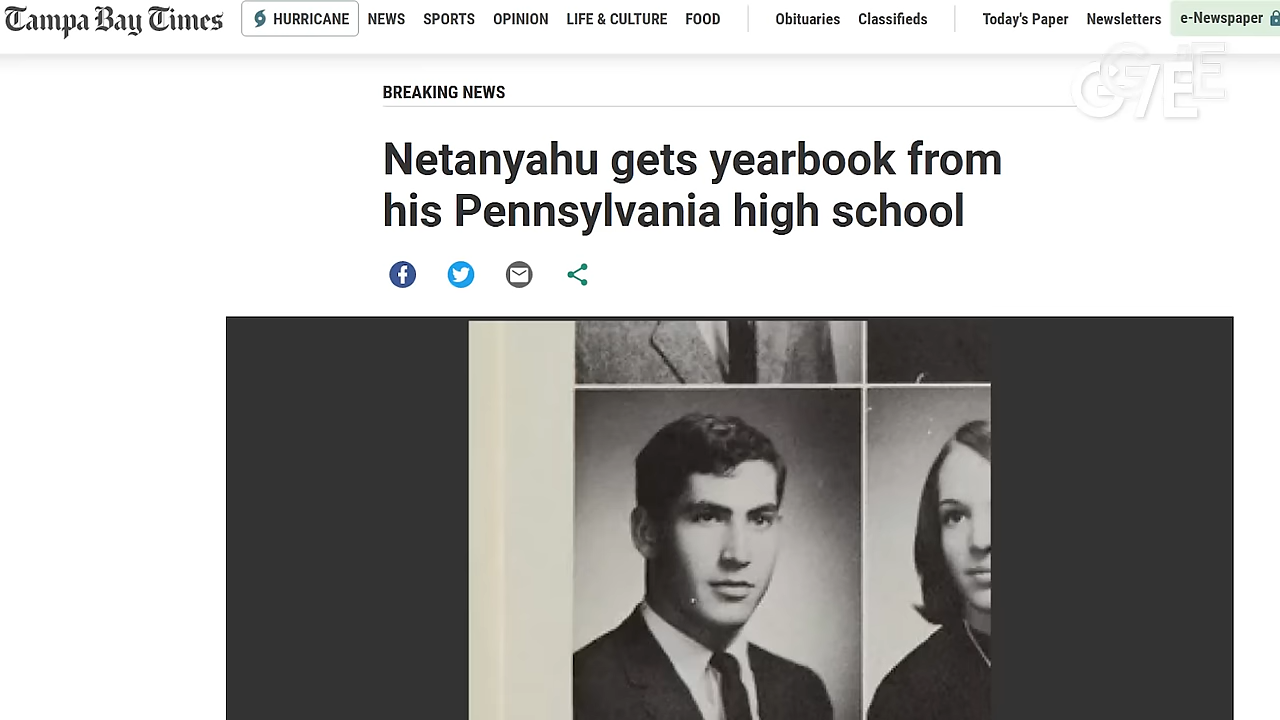 Tampa Bay Times
HURRICANE NEWS SPORTS OPINION LIFE & CULTURE FOOD Obituaries Classifieds Today's Paper Newsletters e-Newspaper
BREAKING NEWS
Netanyahu gets yearbook from
his Pennsylvania high school